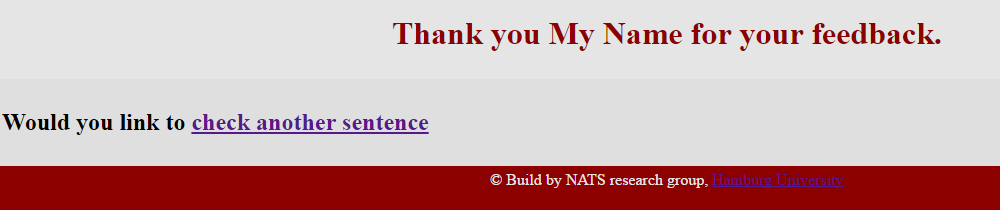 Thank you My Name for your feedback.
Would you link to check another sentence
© Build by NATS research group, Hamburg University